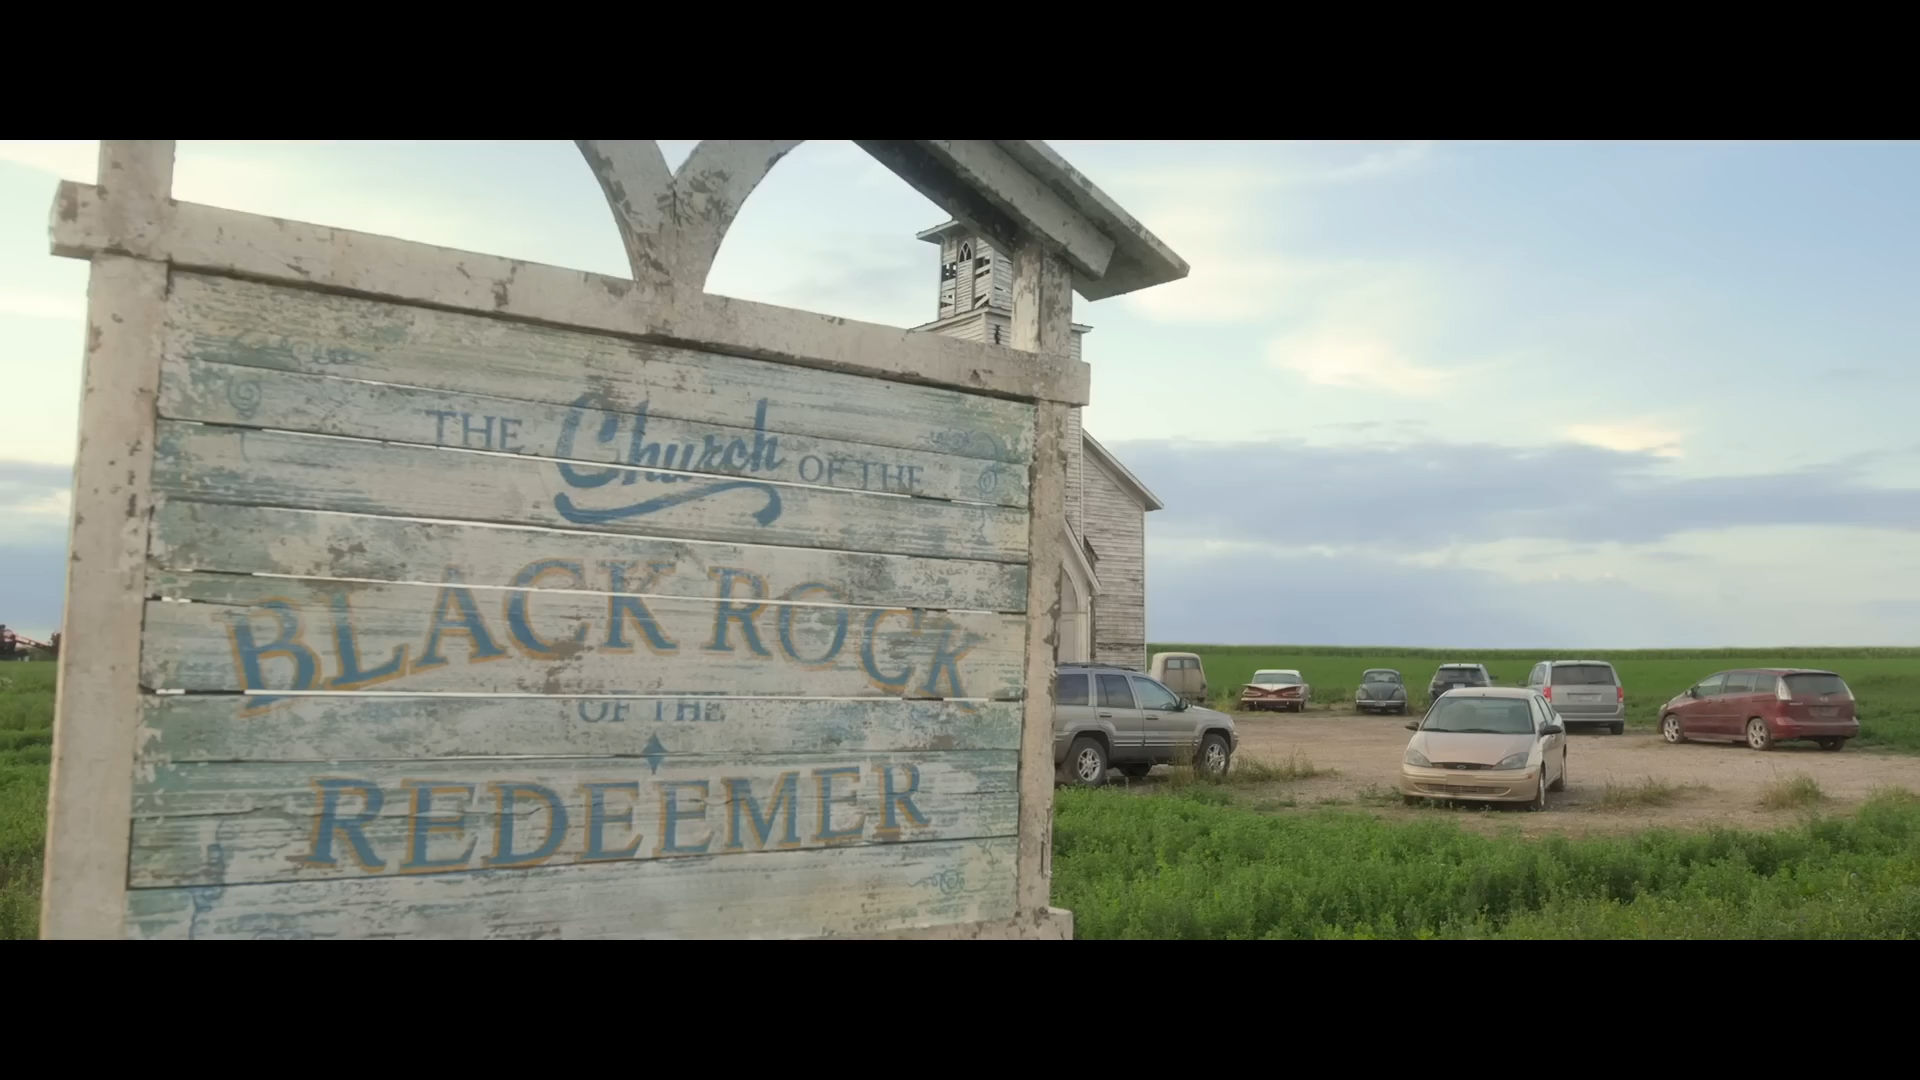 THE Church OF THE
BLACK ROCK
OF THE
REDEEMER